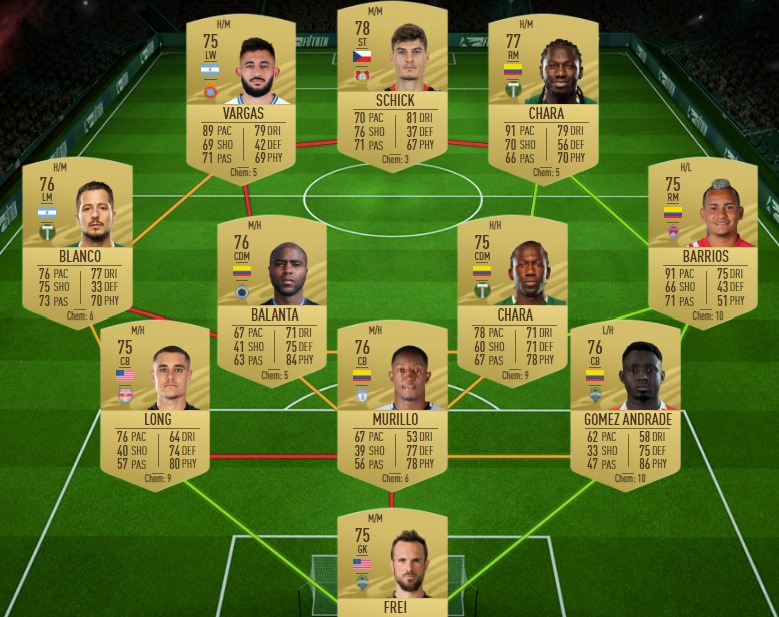 H/M
75
LW
VARGAS
89 PAC 79 DRI
69 SHO 42 DEF
71 PAS 69 PHY
Chem: 5
M/M
78
ST
SCHICK
70 PAC 81 DRI
76 SHO 37 DEF
71 PAS 67 PHY
Chem: 3
H/M
77
RM
CHARA
91 PAC 79 DRI
70 SHO 56 DEF
66 PAS 70 PHY
Chem: 5
H/M
76
LM
BLANCO
76 PAC 77 DRI
75 SHO 33 DEF
73 PAS 70 PHY
Chem: 6
M/H
76
CDM
BALANTA
67 PAC 71 DRI
41 SHO 75 DEF
63 PAS 84 PHY
Chem: 5
H/H
75
CDM
CHARA
78 PAC 71 DRI
60 SHO 71 DEF
67 PAS 78 PHY
Chem: 9
H/L
75
RM
BARRIOS
91 PAC 75 DRI
66 SHO 43 DEF
71 PAS 51 PHY
Chem: 10
M/H
75
CB
LONG
76 PAC 64 DRI
40 SHO 74 DEF
57 PAS 80 PHY
Chem: 9
M/H
76
CB
MURILLO
67 PAC 53 DRI
39 SHO 77 DEF
56 PAS 78 PHY
Chem: 6
L/H
76
CB
GOMEZ ANDRADE
62 PAC 58 DRI
33 SHO 75 DEF
47 PAS 86 PHY
Chem: 10
M/M
75
GK
FREI